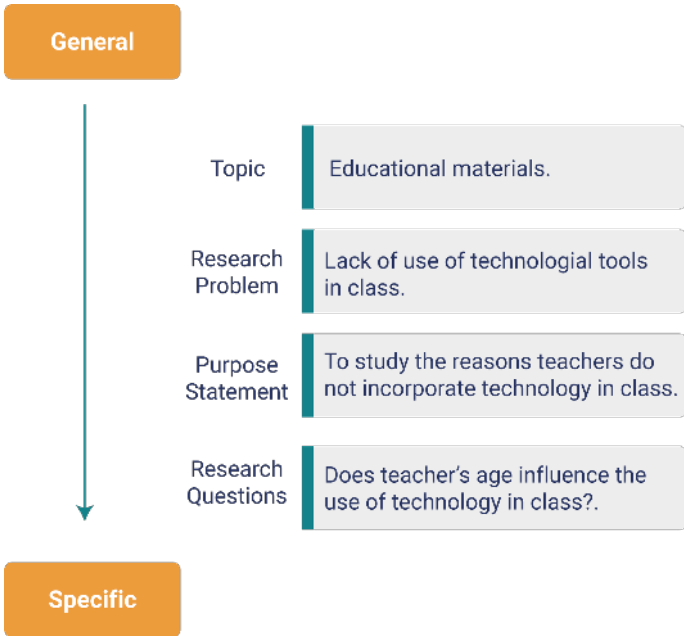 General
Topic
Educational materials.
Research
Problem
Lack of use of technologial tools
in class.
Purpose
Statement
To study the reasons teachers do
not incorporate technology in class.
Research
Questions
Does teacher's age influence the
use of technology in class?.
Specific